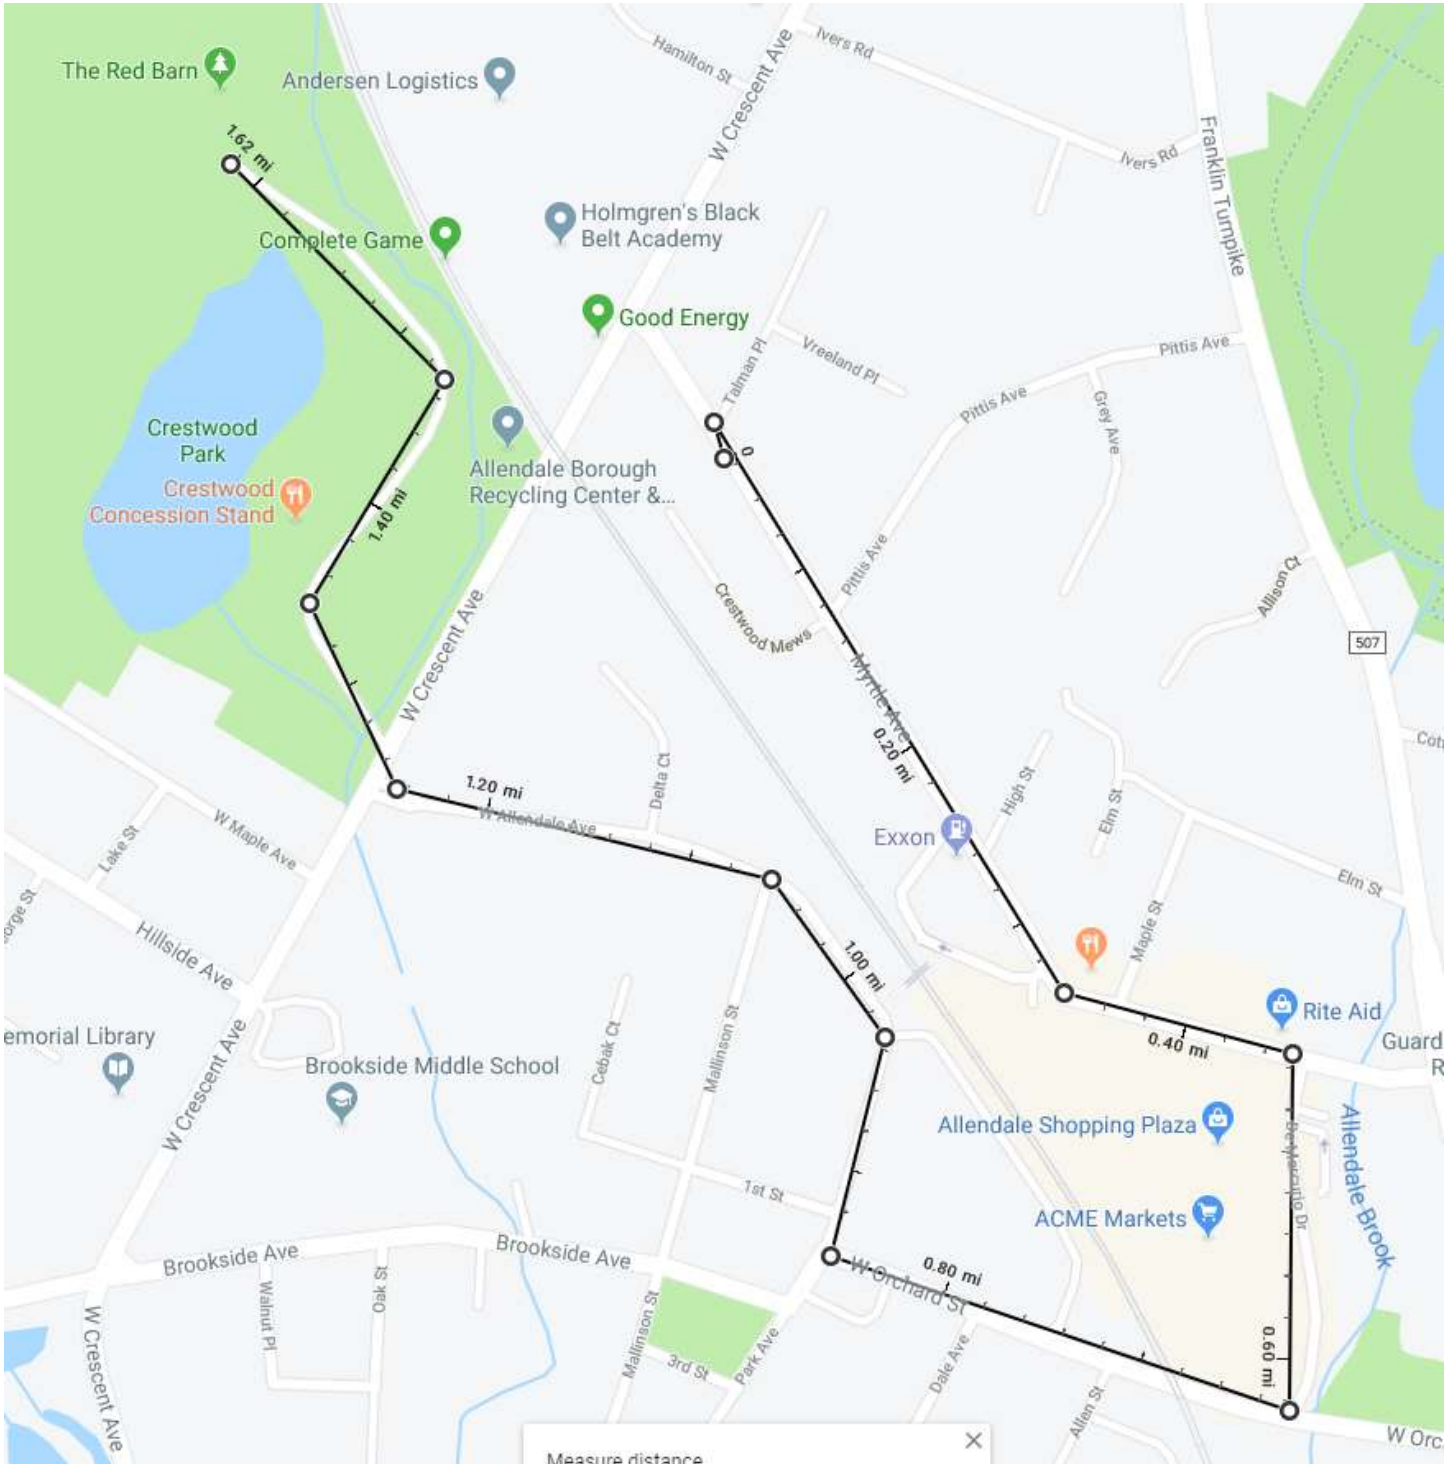 Hamilton St
Ivers Rd
The Red Barn
Andersen Logistics
W Crescent Ave
1.62 mi
Ivers Rd
Franklin Turnpike
Complete Game
Holmgren's Black
Belt Academy
Good Energy
Talman Pl
Vreeland Pl
Pittis Ave
Pittis Ave
Grey Ave
Crestwood
Park
Crestwood
Concession Stand
1.40 mi
Allendale Borough
Recycling Center &...
0
Pittis Ave
Crestwood Mews
Allison Ct
507
W Crescent Ave
Myrtle Ave
0.20 mi
1.20 mi
W Allendale Ave
Delta Ct
High St
Elm St
Exxon
Lake St
W Maple Ave
Elm St
Hillside Ave
Maple St
1.00 mi
Rite Aid
0.40 mi
Guard
R
emorial Library
W Crescent Ave
Brookside Middle School
Cebak Ct
Mallinson St
Allendale Shopping Plaza
De Mercurio Dr
Allendale Brook
1st St
ACME Markets
Brookside Ave
Brookside Ave
0.80 mi
W Orchard St
Walnut Pl
Oak St
W Crescent Ave
Mallinson St
3rd St
Park Ave
Dale Ave
0.60 mi
Allen St
W Orc
Measure distance